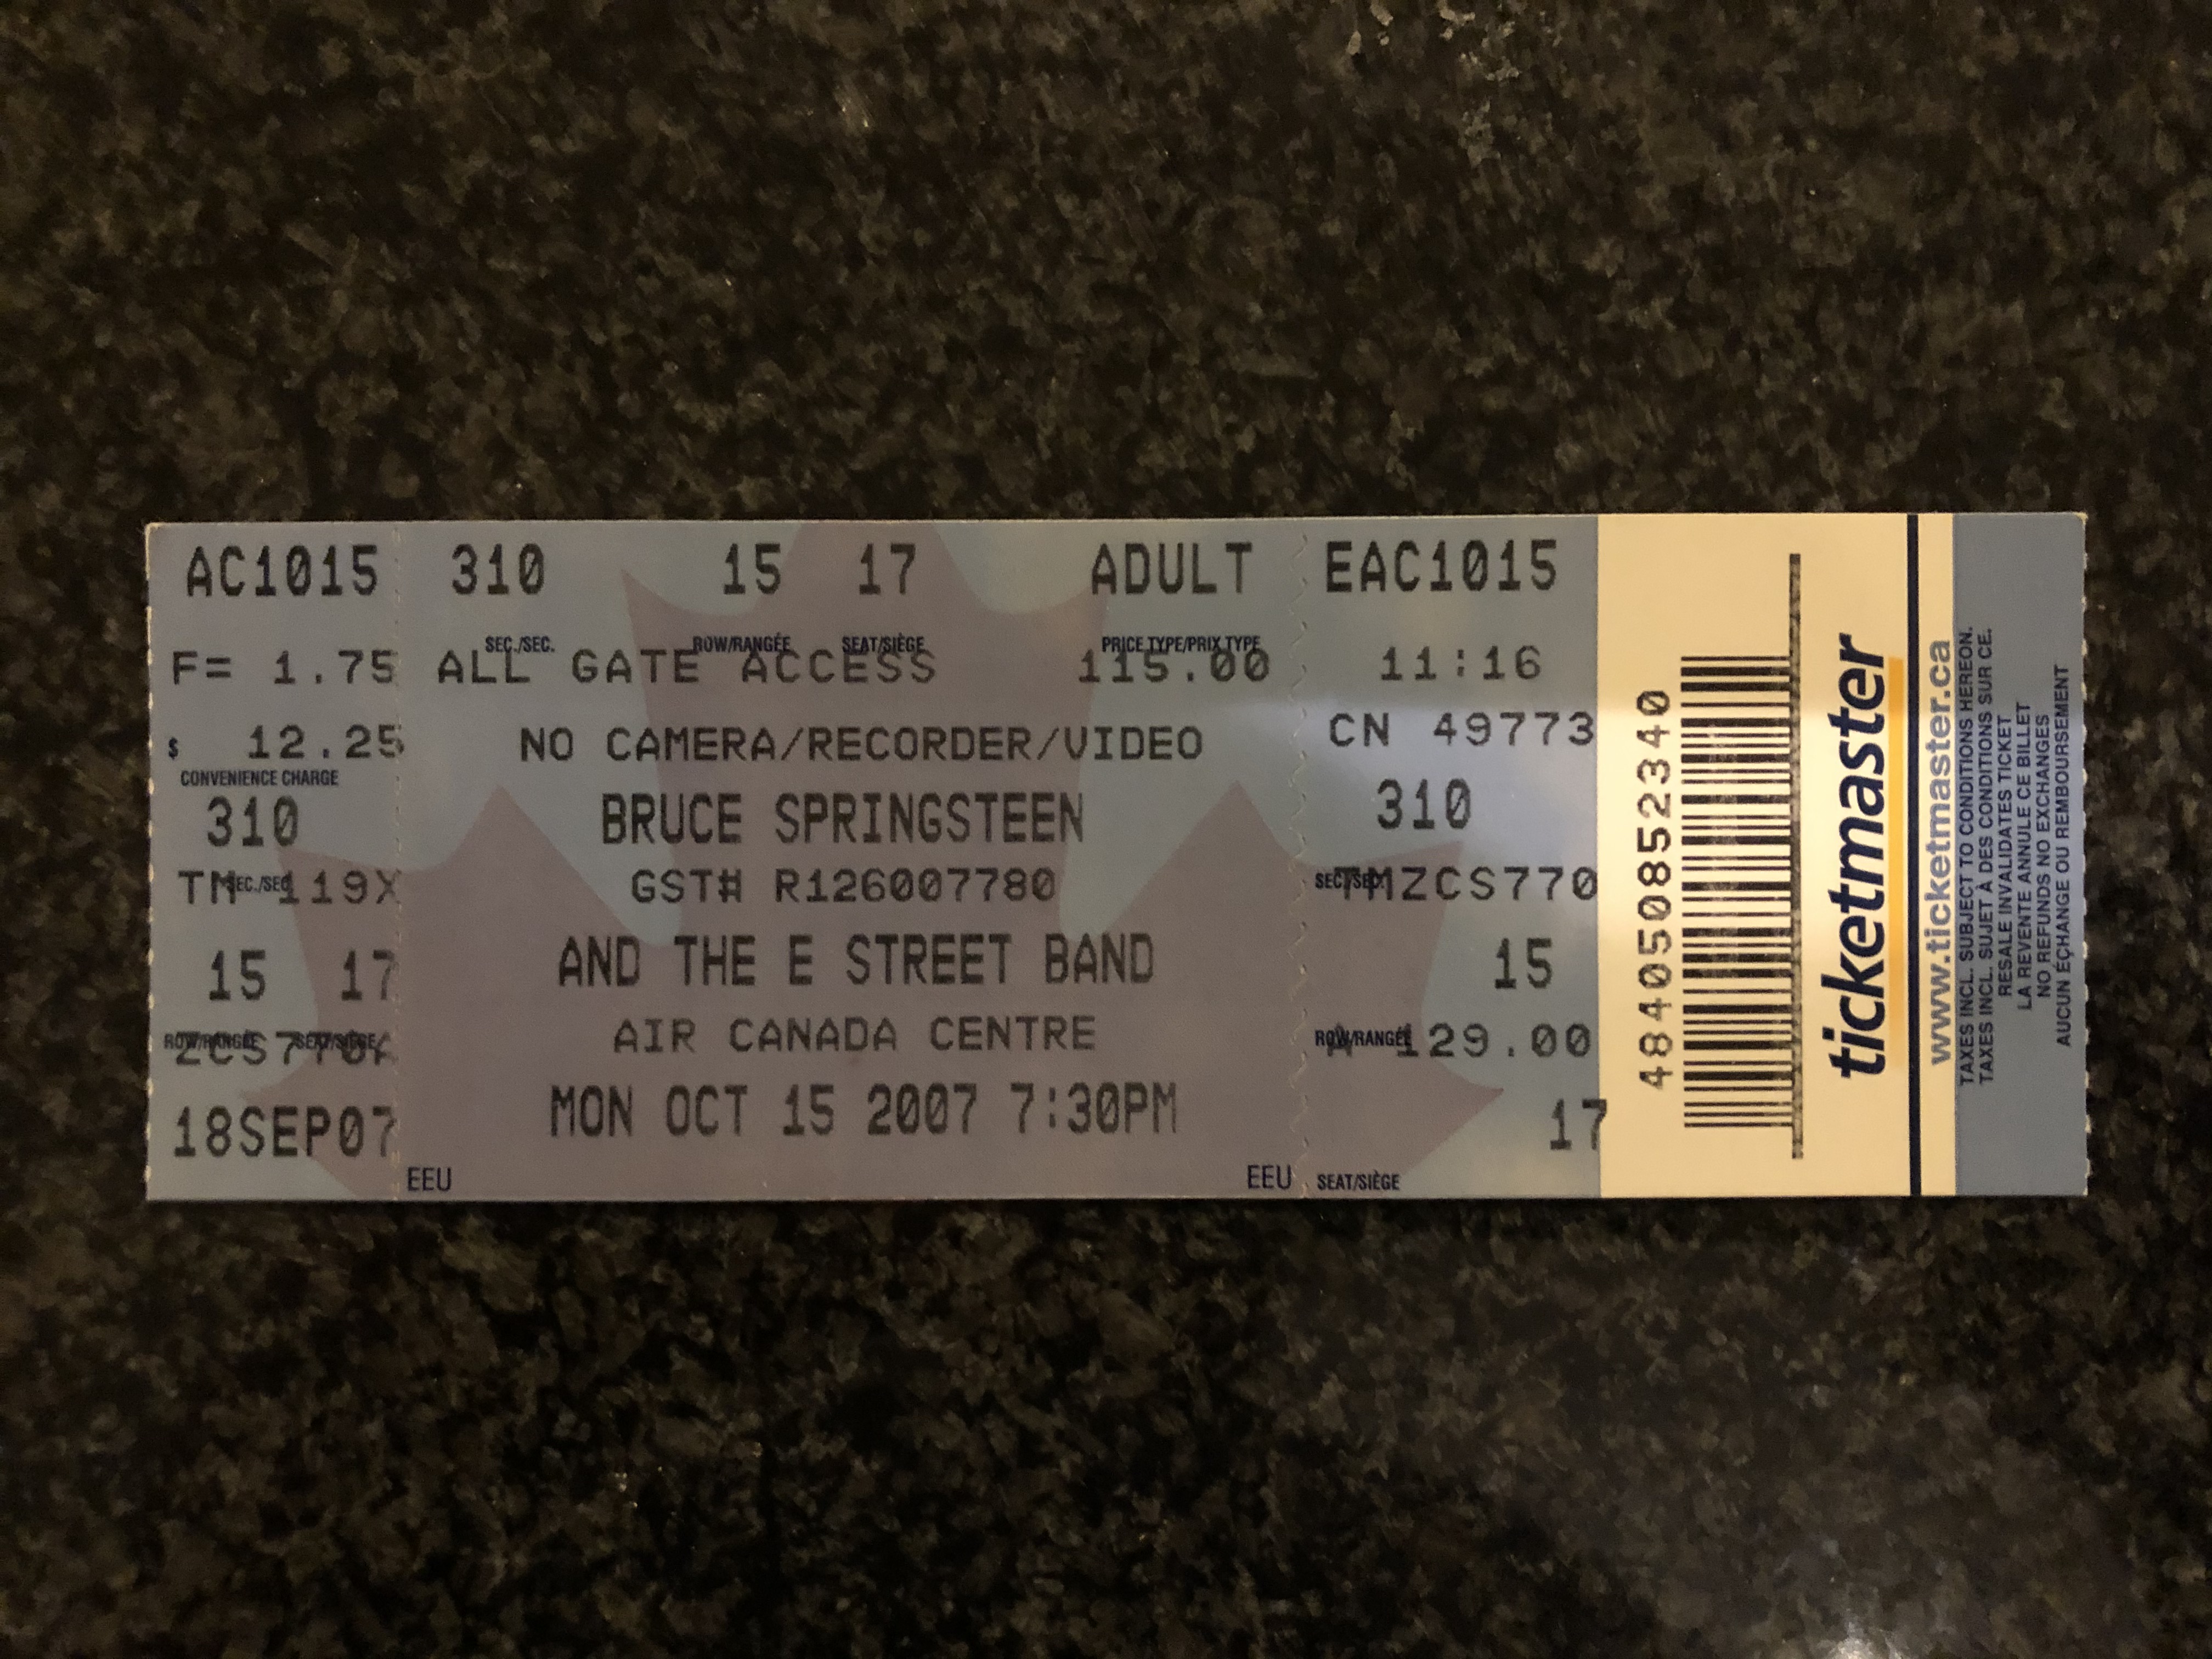 AC1015
F= 1.75
$ 12.25
CONVENIENCE CHARGE
310
SEC./SEC.
TM 119X
15 17
ROW/RANGÉE SEAT/SIÈGE
ZCS770A
18SEP07
310 15 17 ADULT
SEC./SEC. ROW/RANGÉE SEAT/SIÈGE PRICE TYPE/PRIX TYPE
ALL GATE ACCESS 115.00
NO CAMERA/RECORDER/VIDEO
BRUCE SPRINGSTEEN
GST# R126007780
AND THE E STREET BAND
AIR CANADA CENTRE
MON OCT 15 2007 7:30PM
EEU EEU
EAC1015
11:16
CN 49773
310
SEC./SEC.
TMZCS770
15
ROW/RANGÉE
A 129.00
17
SEAT/SIÈGE
484050852340
ticketmaster
www.ticketmaster.ca
TAXES INCL. SUBJECT TO CONDITIONS HEREON.
TAXES INCL. SUJET À DES CONDITIONS SUR CE.
RESALE INVALIDATES TICKET
LA REVENTE ANNULE CE BILLET
NO REFUNDS NO EXCHANGES
AUCUN ÉCHANGE OU REMBOURSEMENT